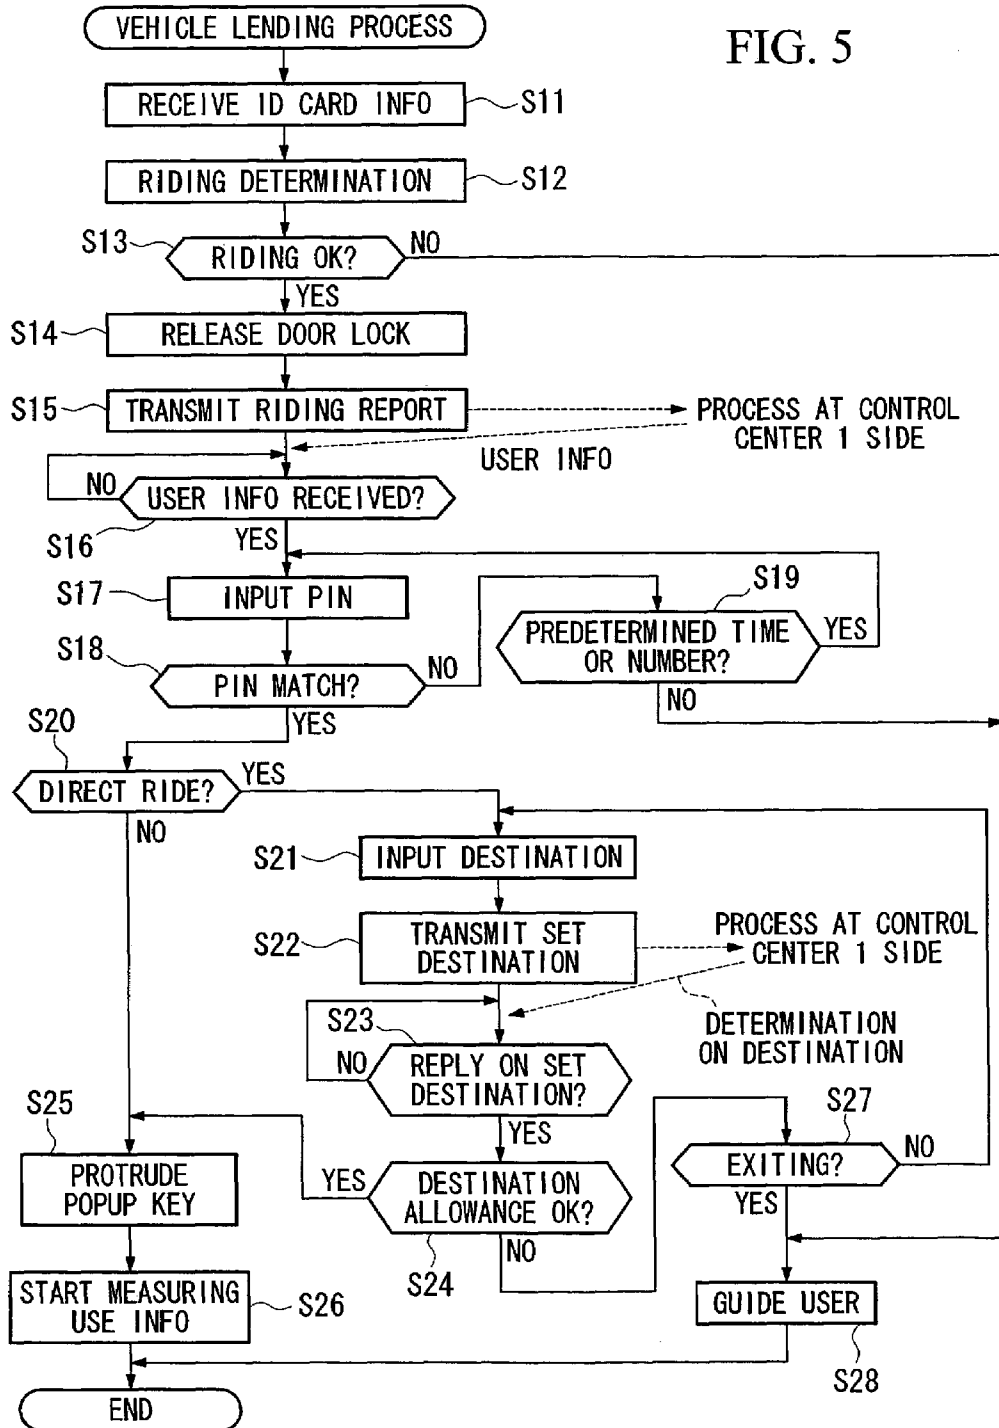 VEHICLE LENDING PROCESS
FIG. 5
RECEIVE ID CARD INFO
S11
RIDING DETERMINATION
S12
S13
RIDING OK?
NO
YES
S14
RELEASE DOOR LOCK
S15
TRANSMIT RIDING REPORT
PROCESS AT CONTROL
CENTER 1 SIDE
USER INFO
NO
USER INFO RECEIVED?
S16
YES
S17
INPUT PIN
S18
PIN MATCH?
NO
YES
S19
PREDETERMINED TIME
OR NUMBER?
YES
NO
S20
DIRECT RIDE?
YES
NO
S21
INPUT DESTINATION
S22
TRANSMIT SET
DESTINATION
PROCESS AT CONTROL
CENTER 1 SIDE
DETERMINATION
ON DESTINATION
S23
NO
REPLY ON SET
DESTINATION?
YES
S24
DESTINATION
ALLOWANCE OK?
YES
NO
S25
PROTRUDE
POPUP KEY
S26
START MEASURING
USE INFO
S27
EXITING?
NO
YES
GUIDE USER
S28
END